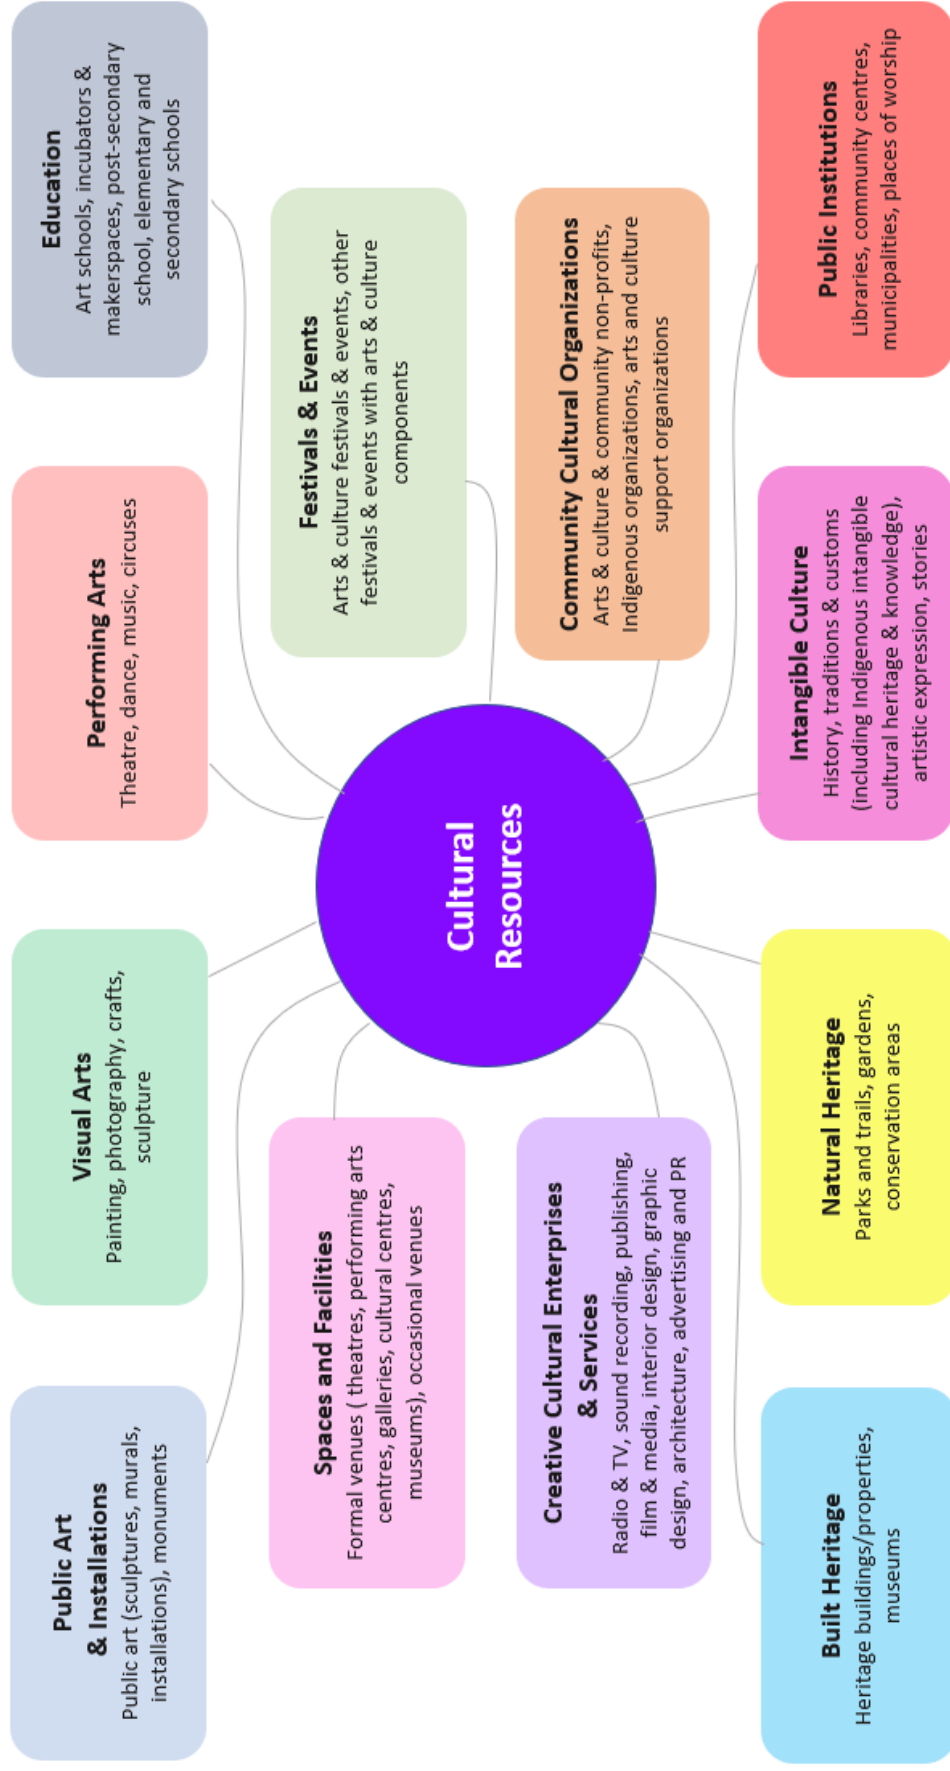 Public Art
& Installations
Public art (sculptures, murals,
installations), monuments
Visual Arts
Painting, photography, crafts,
sculpture
Performing Arts
Theatre, dance, music, circuses
Education
Art schools, incubators &
makerspaces, post-secondary
school, elementary and
secondary schools
Spaces and Facilities
Formal venues ( theatres, performing arts
centres, galleries, cultural centres,
museums), occasional venues
Festivals & Events
Arts & culture festivals & events, other
festivals & events with arts & culture
components
Cultural
Resources
Creative Cultural Enterprises
& Services
Radio & TV, sound recording, publishing,
film & media, interior design, graphic
design, architecture, advertising and PR
Community Cultural Organizations
Arts & culture & community non-profits,
Indigenous organizations, arts and culture
support organizations
Built Heritage
Heritage buildings/properties,
museums
Natural Heritage
Parks and trails, gardens,
conservation areas
Intangible Culture
History, traditions & customs
(including Indigenous intangible
cultural heritage & knowledge),
artistic expression, stories
Public Institutions
Libraries, community centres,
municipalities, places of worship